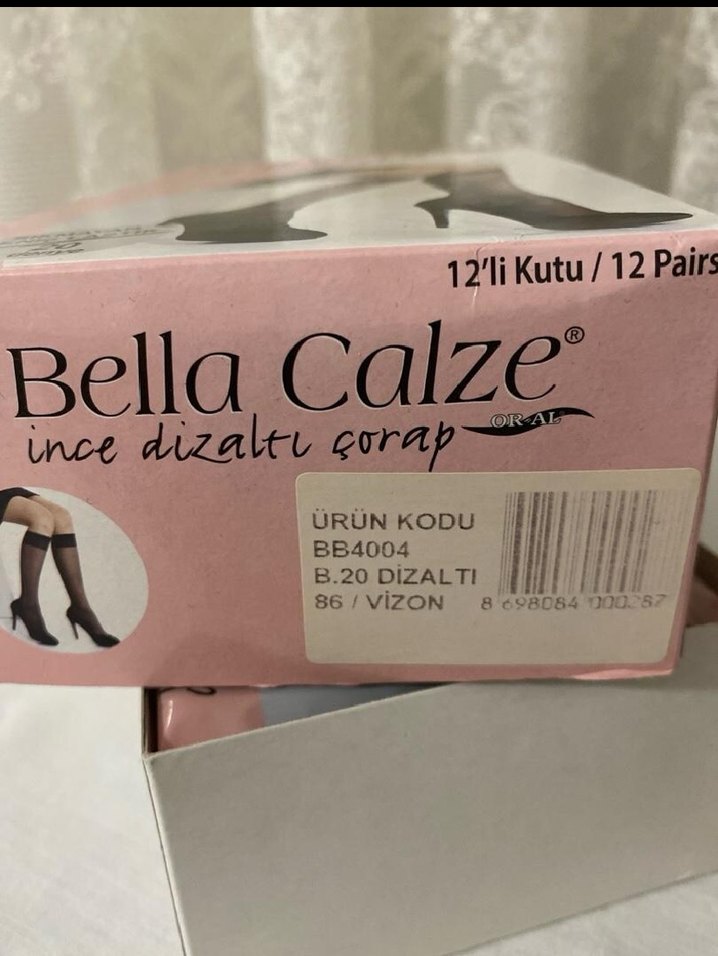 12'li Kutu / 12 Pairs
Bella Calze®
ince dizaltı çorap
OR-AL
ÜRÜN KODU
BB4004
B.20 DİZALTI
86 / VİZON
8 698084 000287